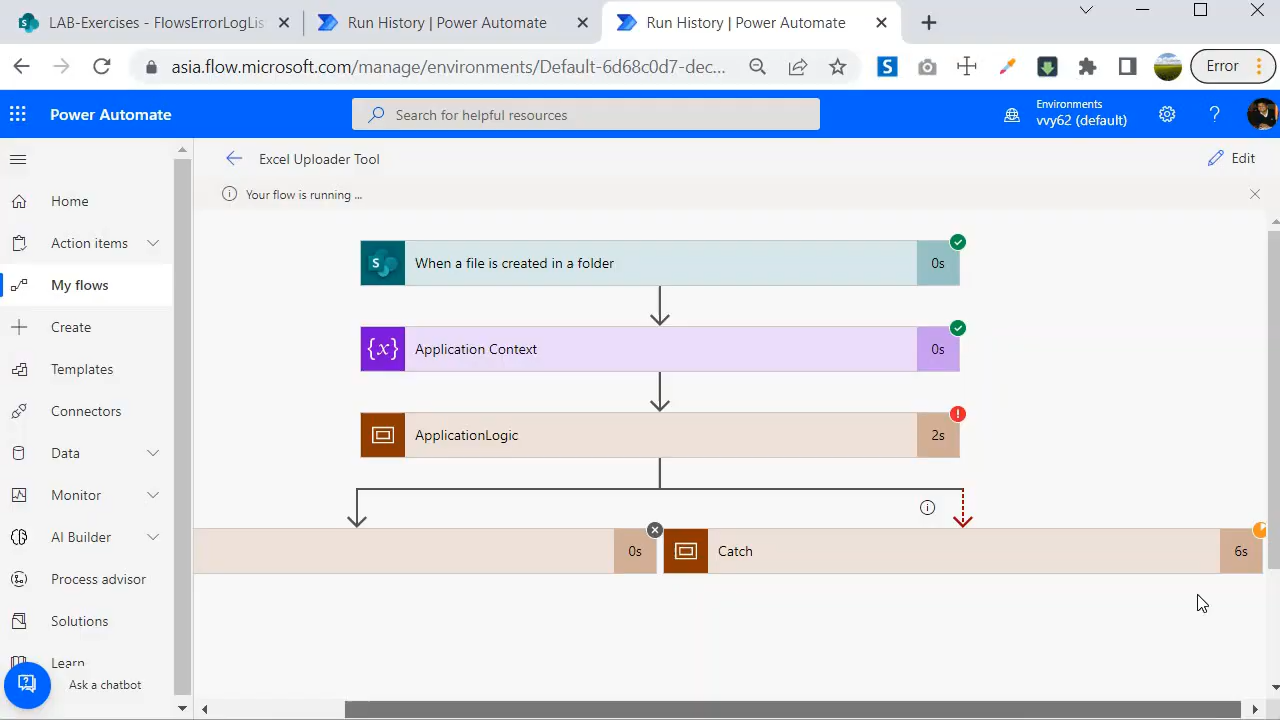 LAB-Exercises - FlowsErrorLogLis
Run History | Power Automate
Run History | Power Automate
asia.flow.microsoft.com/manage/environments/Default-6d68c0d7-dec...
S
Error
Power Automate
Search for helpful resources
Environments
vvy62 (default)
Excel Uploader Tool
Edit
Your flow is running ...
Home
Action items
My flows
Create
Templates
Connectors
Data
Monitor
AI Builder
Process advisor
Solutions
Learn
Ask a chatbot
S
When a file is created in a folder
0s
{x}
Application Context
0s
ApplicationLogic
2s
0s
Catch
6s